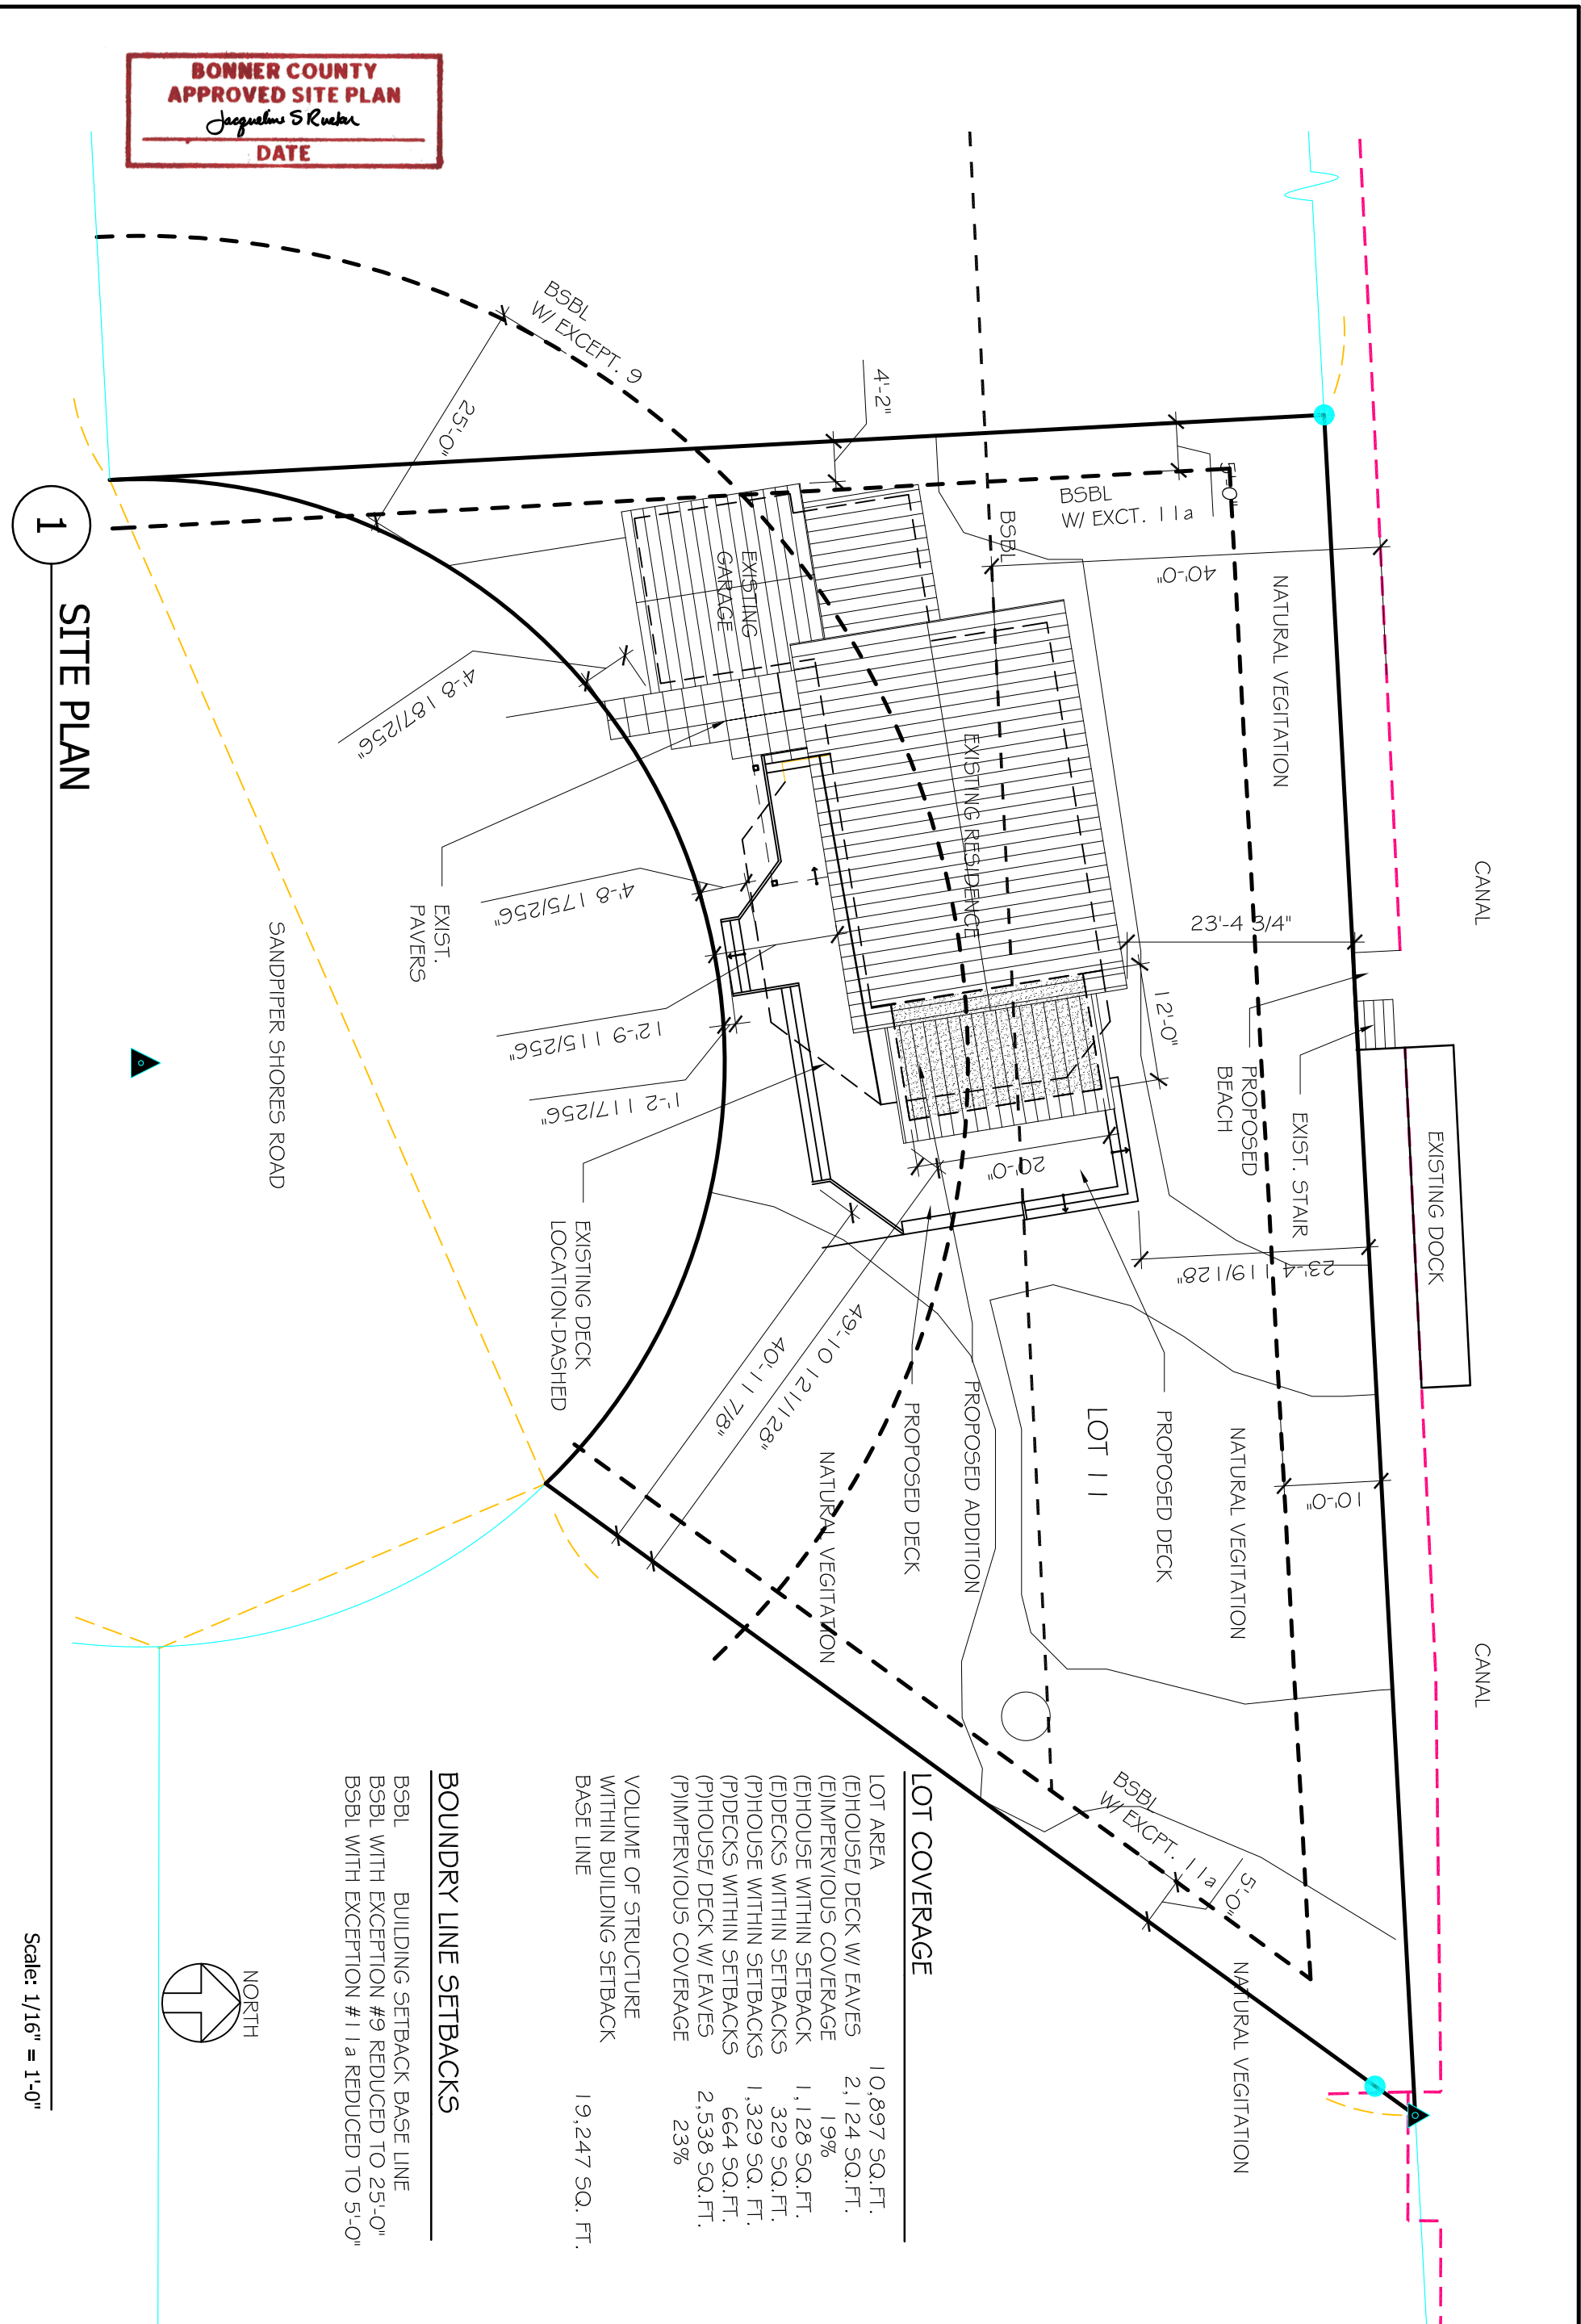 BONNER COUNTY
APPROVED SITE PLAN
Jacqueline S Rucker
DATE
CANAL
CANAL
EXISTING DOCK
EXIST. STAIR
PROPOSED
BEACH
NATURAL VEGITATION
40'-0"
5'-0"
BSBL
W/ EXCT. 11a
BSBL
4'-2"
BSBL
W/ EXCEPT. 9
25'-0"
EXISTING
GARAGE
EXISTING RESIDENCE
23'-4 3/4"
12'-0"
20'-0"
23'-4 119/128"
10'-0"
NATURAL VEGITATION
PROPOSED DECK
LOT 11
PROPOSED ADDITION
PROPOSED DECK
NATURAL VEGITATION
49'-10 121/128"
40'-11 7/8"
EXISTING DECK
LOCATION-DASHED
1'-2 117/256"
12'-9 115/256"
4'-8 175/256"
EXIST.
PAVERS
4'-8 187/256"
SANDPIPER SHORES ROAD
BSBL
W/ EXCPT. 11a
5'-0"
NATURAL VEGITATION
LOT COVERAGE
LOT AREA 10,897 SQ.FT.
(E)HOUSE/ DECK W/ EAVES 2,124 SQ.FT.
(E)IMPERVIOUS COVERAGE 19%
(E)HOUSE WITHIN SETBACK 1,128 SQ.FT.
(E)DECKS WITHIN SETBACKS 329 SQ.FT.
(P)HOUSE WITHIN SETBACKS 1,329 SQ. FT.
(P)DECKS WITHIN SETBACKS 664 SQ.FT.
(P)HOUSE/ DECK W/ EAVES 2,538 SQ.FT.
(P)IMPERVIOUS COVERAGE 23%
VOLUME OF STRUCTURE
WITHIN BUILDING SETBACK
BASE LINE 19,247 SQ. FT.
BOUNDRY LINE SETBACKS
BSBL BUILDING SETBACK BASE LINE
BSBL WITH EXCEPTION #9 REDUCED TO 25'-0"
BSBL WITH EXCEPTION #11a REDUCED TO 5'-0"
NORTH
1
SITE PLAN
Scale: 1/16" = 1'-0"